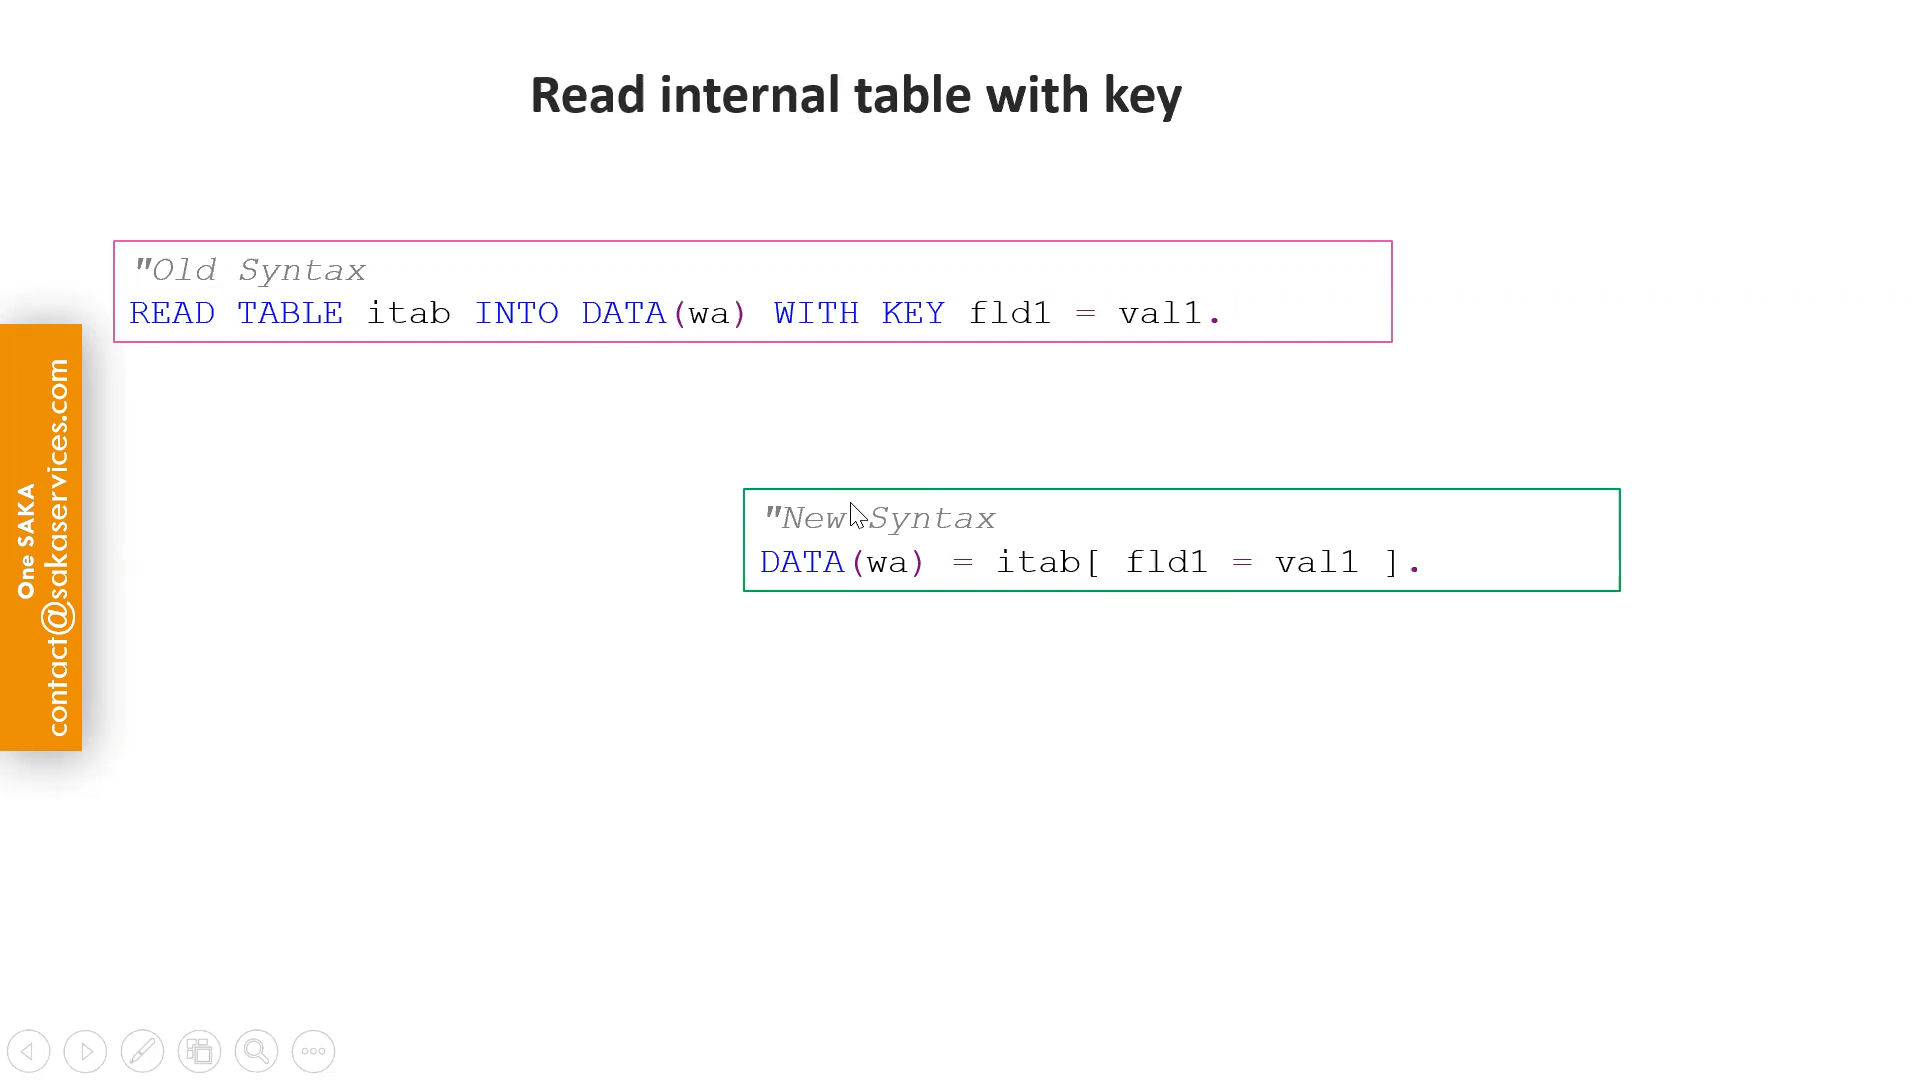 Read internal table with key
"Old Syntax
READ TABLE itab INTO DATA(wa) WITH KEY fld1 = val1.
"New Syntax
DATA(wa) = itab[ fld1 = val1 ].
One SAKA
contact@sakaservices.com